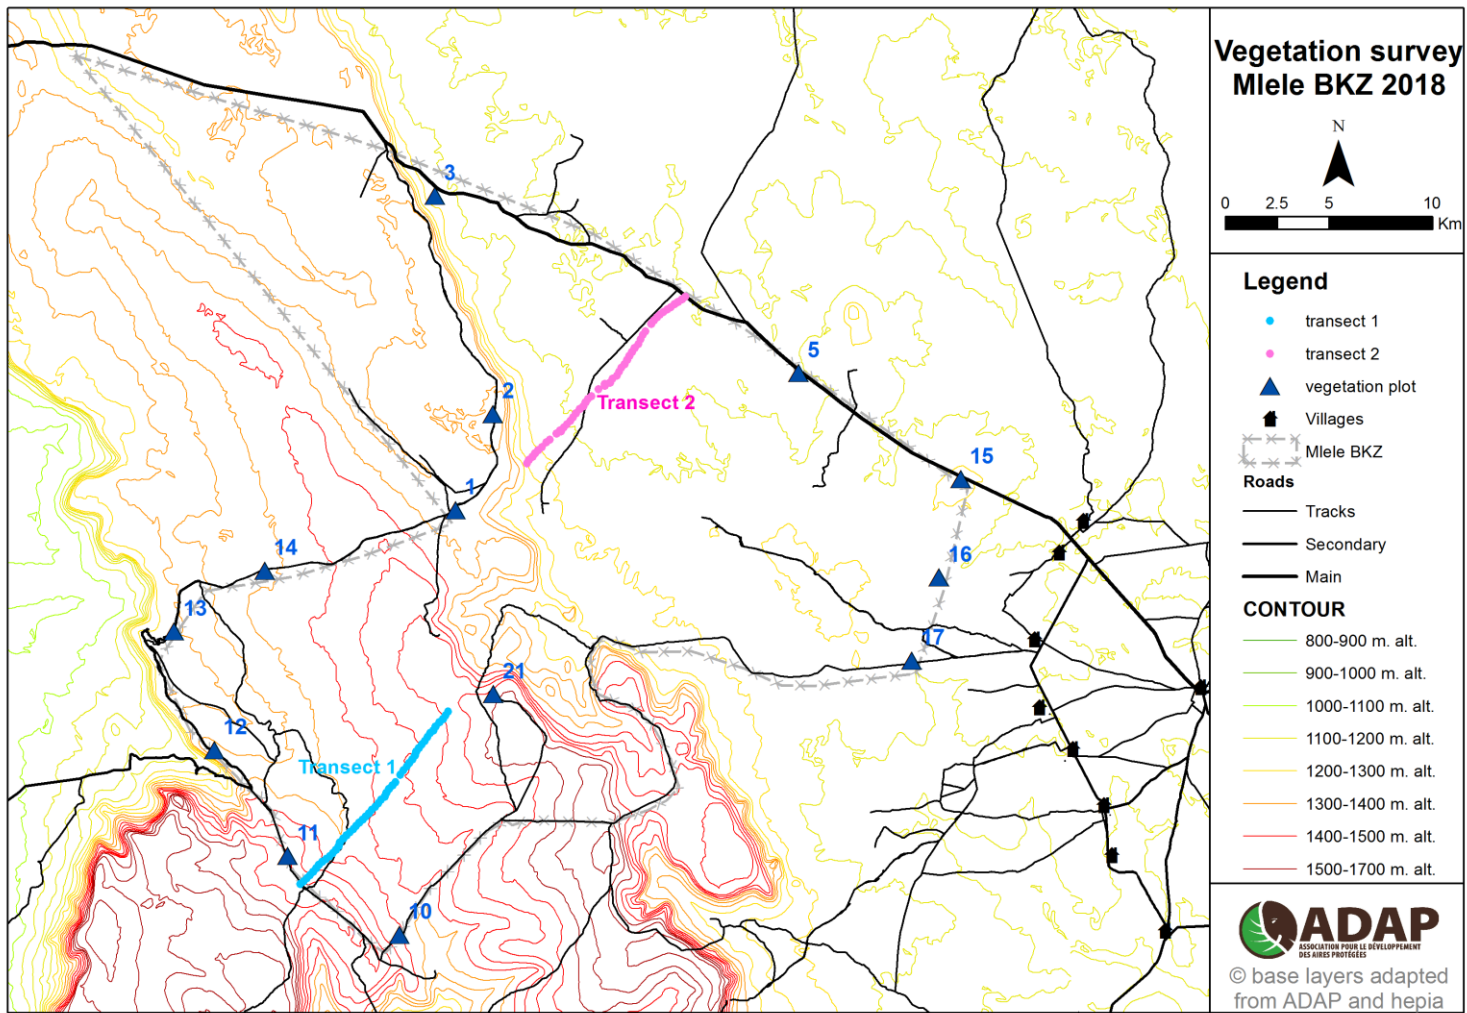 Vegetation survey
Mlele BKZ 2018
N
0 2.5 5 10
Km
Legend
transect 1
transect 2
vegetation plot
Villages
Mlele BKZ
Roads
Tracks
Secondary
Main
CONTOUR
800-900 m. alt.
900-1000 m. alt.
1000-1100 m. alt.
1100-1200 m. alt.
1200-1300 m. alt.
1300-1400 m. alt.
1400-1500 m. alt.
1500-1700 m. alt.
ADAP
ASSOCIATION POUR LE DÉVELOPPEMENT
DES AIRES PROTÉGÉES
© base layers adapted
from ADAP and hepia
3
5
2
Transect 2
15
1
14
16
13
17
21
12
Transect 1
11
10